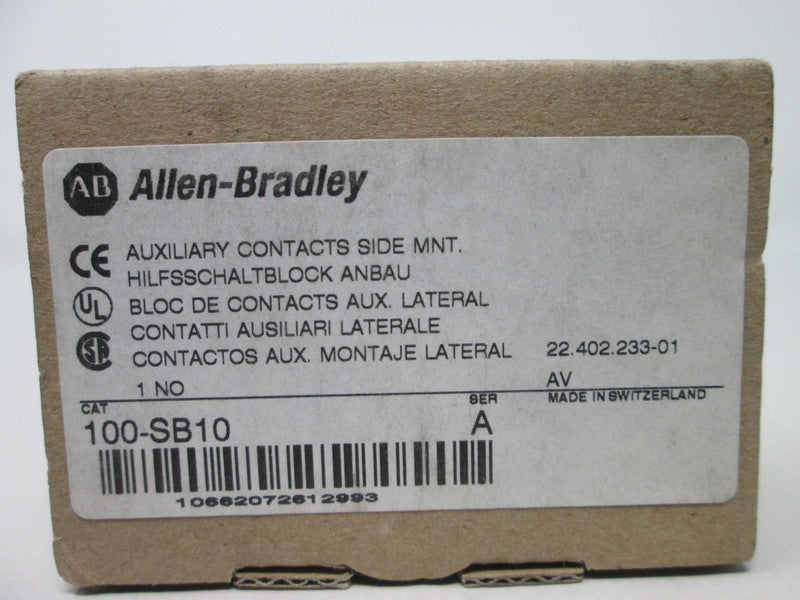 AB Allen-Bradley
CE AUXILIARY CONTACTS SIDE MNT.
HILFSSCHALTBLOCK ANBAU
UL BLOC DE CONTACTS AUX. LATERAL
CONTATTI AUSILIARI LATERALE
SA CONTACTOS AUX. MONTAJE LATERAL 22.402.233-01
1 NO AV
CAT SER MADE IN SWITZERLAND
100-SB10 A
10662072612993